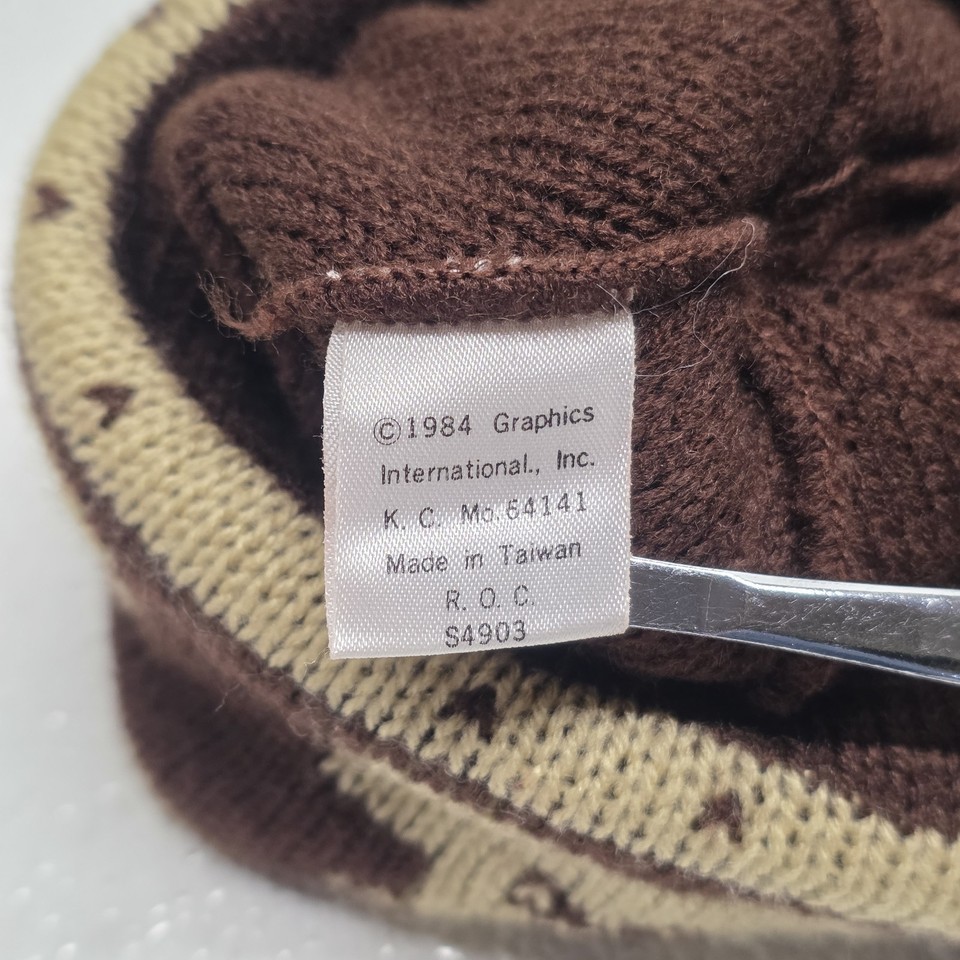 ©1984 Graphics
International., Inc.
K. C. Mo. 64141
Made in Taiwan
R. O. C.
S4903